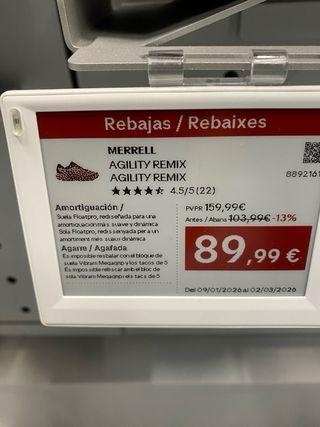 Rebajas / Rebaixes
MERRELL
AGILITY REMIX
AGILITY REMIX
4.5/5 (22)
8892161
Amortiguación /
Suela Floatpro, rediseñada para una
amortiguación más suave y dinámica
Sola Floatpro, redissenyada per a un
amortiment més suau i dinàmica
Agarre / Agafada
Es imposible resbalar con el bloque de
suela Vibram Megagrip y los tacos de 5
Es impossible relliscar amb el bloc de
sola Vibram Megagrip i els tacs de 5
PVPR 159,99€
Antes / Abans 103,99€ -13%
89,99 €
Del 09/01/2026 al 02/03/2026